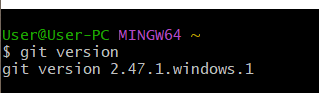 User@User-PC MINGW64 ~
$ git version
git version 2.47.1.windows.1